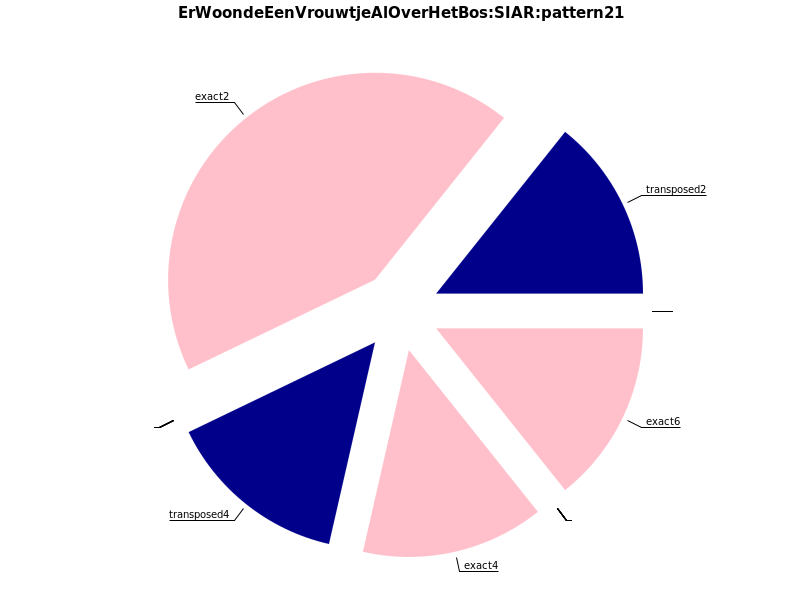 ErWoondeEenVrouwtjeAlOverHetBos:SIAR:pattern21
exact2
transposed2
exact6
transposed4
exact4